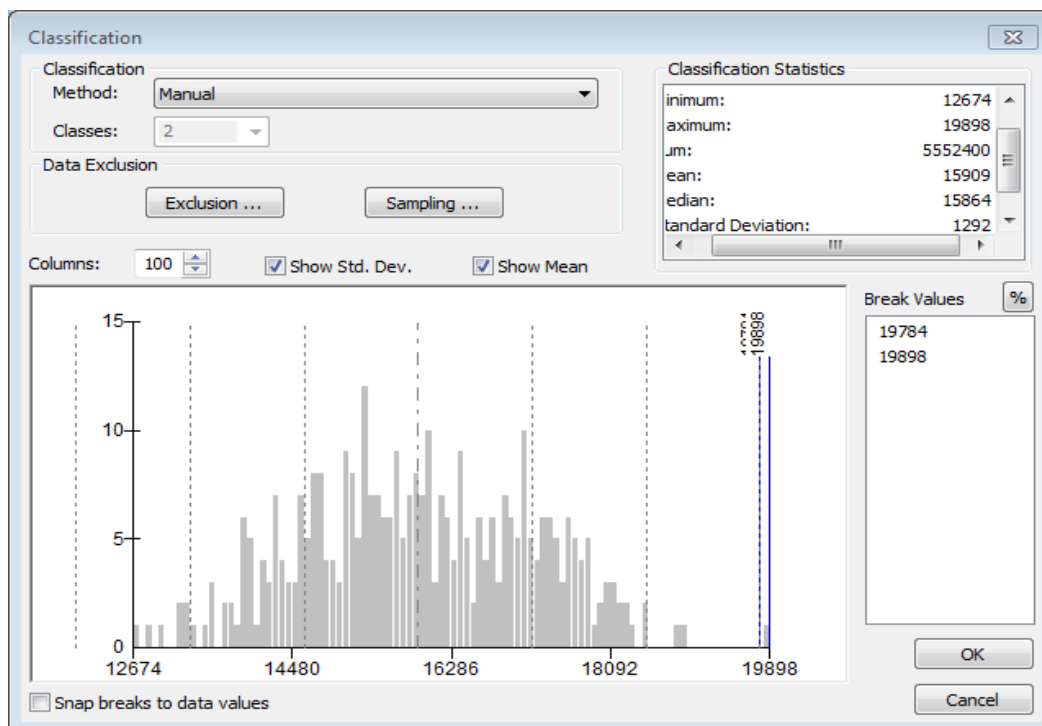 Classification
Classification
Method: Manual
Classes: 2
Data Exclusion
Exclusion ...
Sampling ...
Classification Statistics
inimum: 12674
aximum: 19898
um: 5552400
ean: 15909
edian: 15864
tandard Deviation: 1292
Columns: 100
Show Std. Dev.
Show Mean
Break Values %
19784
19898
15
10
5
0
19898
12674 14480 16286 18092 19898
OK
Snap breaks to data values
Cancel